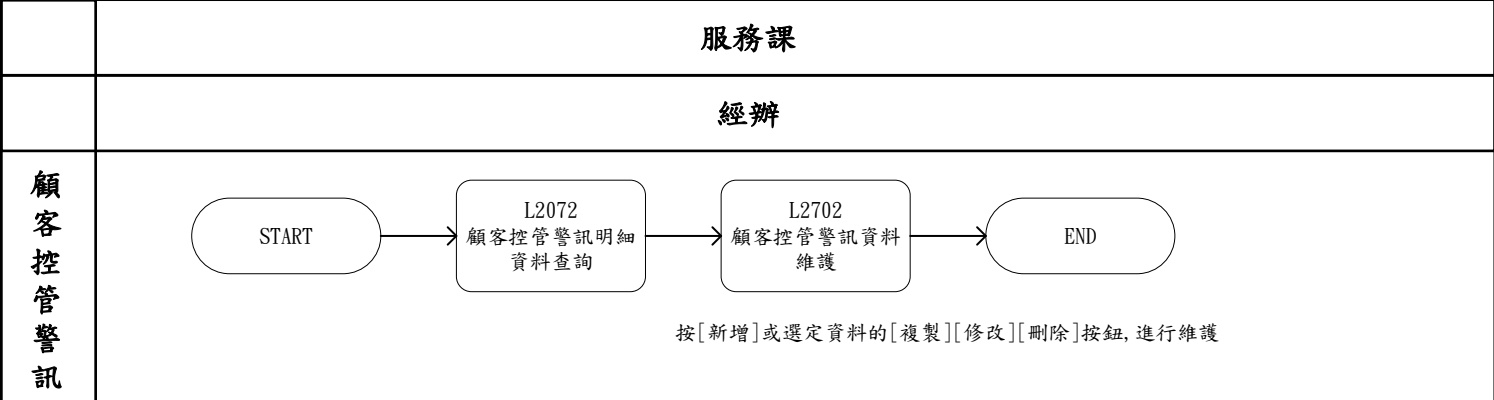 服務課
經辦
顧
客
控
管
警
訊
START
L2072
顧客控管警訊明細
資料查詢
L2702
顧客控管警訊資料
維護
END
按[新增]或選定資料的[複製][修改][刪除]按鈕,進行維護